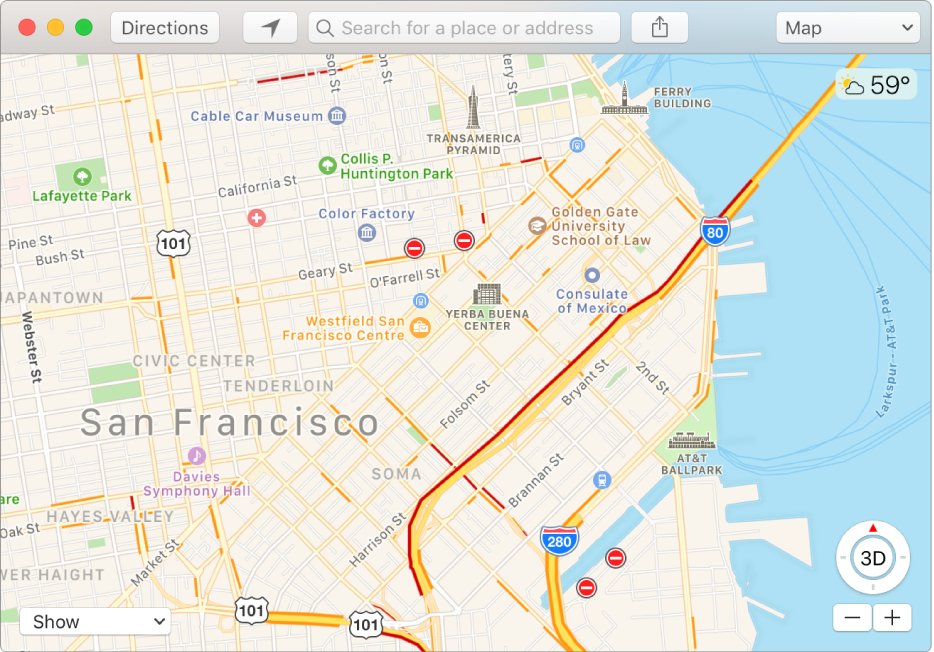 Directions
Search for a place or address
Map
59°
FERRY
BUILDING
Cable Car Museum
TRANSAMERICA
PYRAMID
Collis P.
Huntington Park
Lafayette Park
California St
Color Factory
Golden Gate
University
School of Law
101
80
Pine St
Bush St
Geary St
O'Farrell St
Consulate
of Mexico
YERBA BUENA
CENTER
Westfield San
Francisco Centre
Webster St
CIVIC CENTER
TENDERLOIN
Larkspur – AT&T Park
Folsom St
Bryant St
2nd St
San Francisco
Davies
Symphony Hall
SOMA
AT&T
BALLPARK
Brannan St
HAYES VALLEY
Oak St
Harrison St
Market St
280
3D
101
101
Show